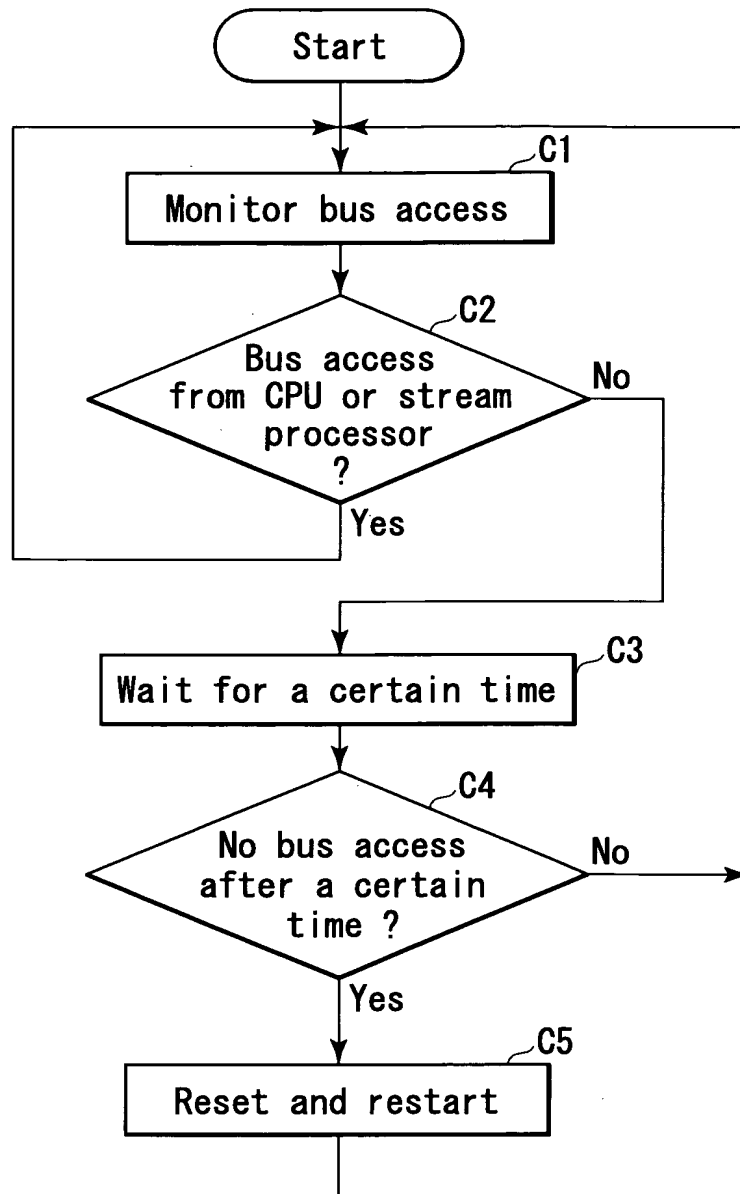 Start
C1
Monitor bus access
C2
Bus access
from CPU or stream
processor
?
No
Yes
C3
Wait for a certain time
C4
No bus access
after a certain
time ?
No
Yes
C5
Reset and restart